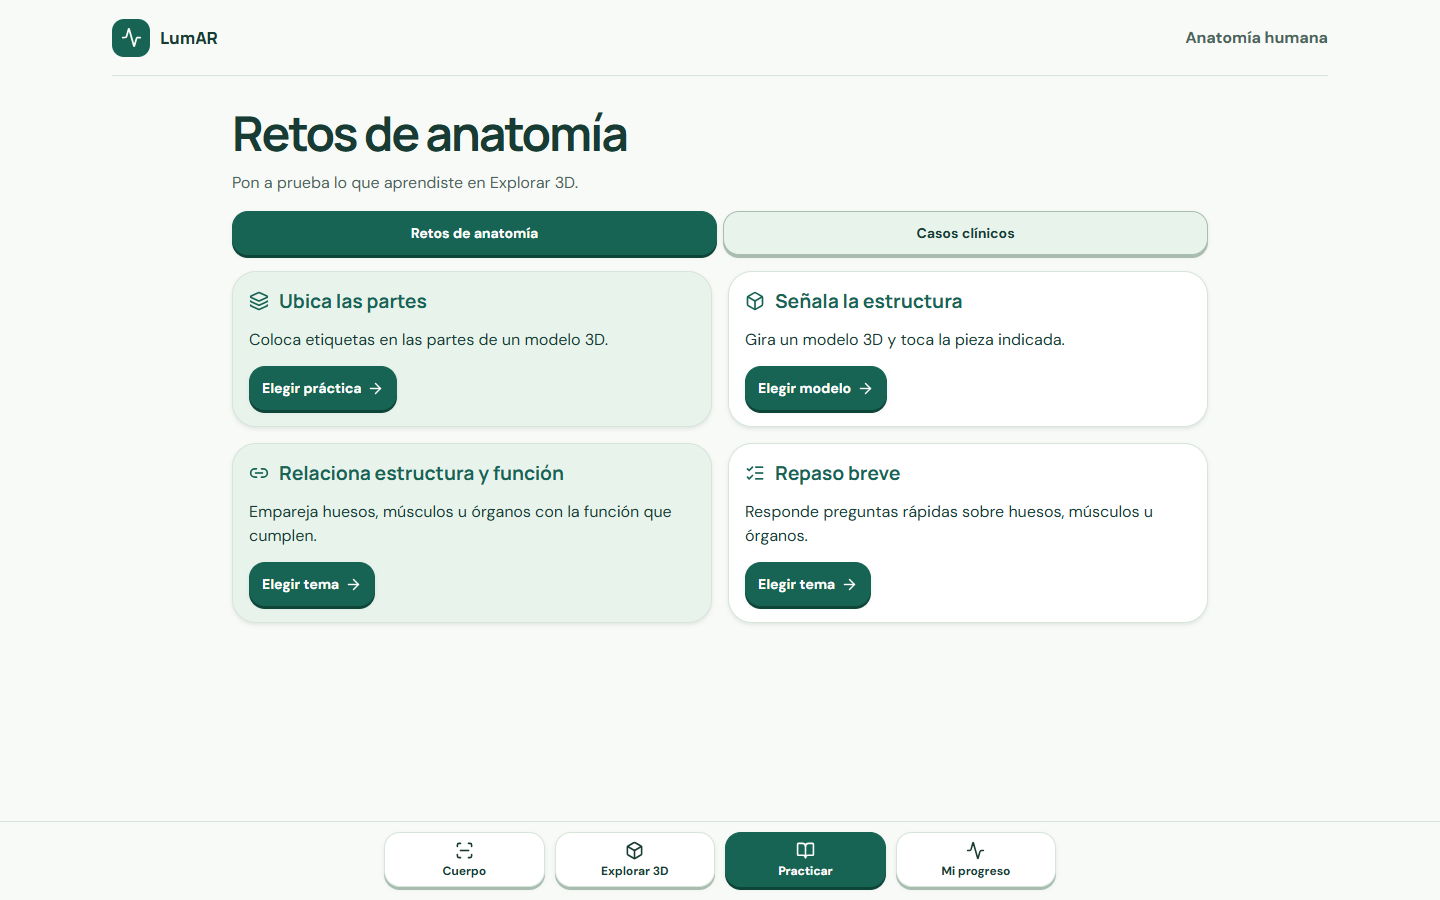 LumAR
Anatomía humana
Retos de anatomía
Pon a prueba lo que aprendiste en Explorar 3D.
Retos de anatomía
Casos clínicos
Ubica las partes
Coloca etiquetas en las partes de un modelo 3D.
Elegir práctica
Señala la estructura
Gira un modelo 3D y toca la pieza indicada.
Elegir modelo
Relaciona estructura y función
Empareja huesos, músculos u órganos con la función que
cumplen.
Elegir tema
Repaso breve
Responde preguntas rápidas sobre huesos, músculos u
órganos.
Elegir tema
Cuerpo
Explorar 3D
Practicar
Mi progreso